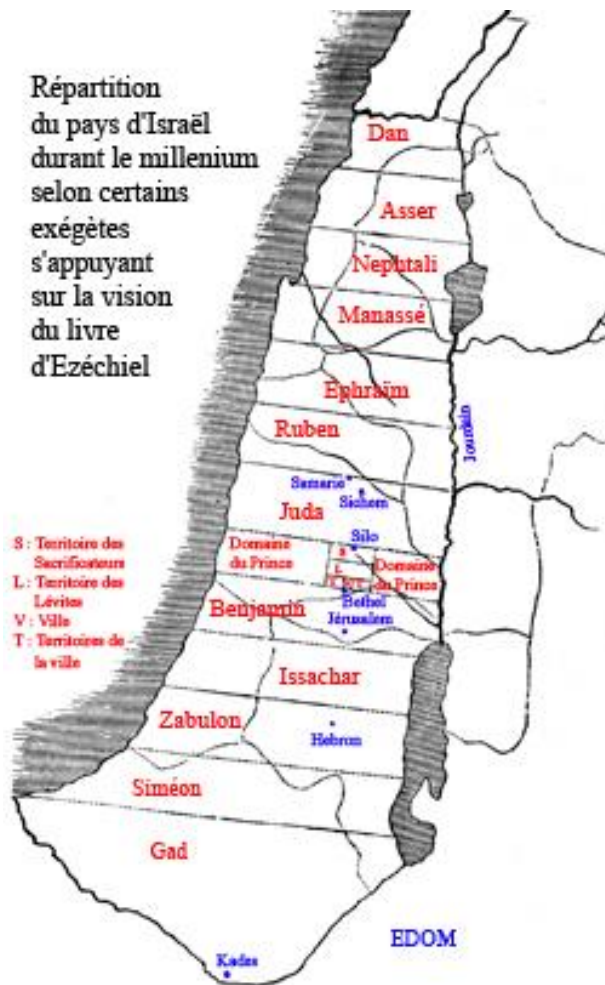 Répartition
du pays d'Israël
durant le millenium
selon certains
exégètes
s'appuyant
sur la vision
du livre
d'Ezéchiel
Dan
Asser
Nephtali
Manassé
Ephraïm
Jourdain
Ruben
Samarie
Sichem
Juda
Silo
S : Territoire des
Sacrificateurs
L : Territoire des
Lévites
V : Ville
T : Territoires de
la ville
Domaine
du Prince
S
L
T V T
Domaine
du Prince
Benjamin
Bethel
Jérusalem
Issachar
Zabulon
Hebron
Siméon
Gad
EDOM
Kades